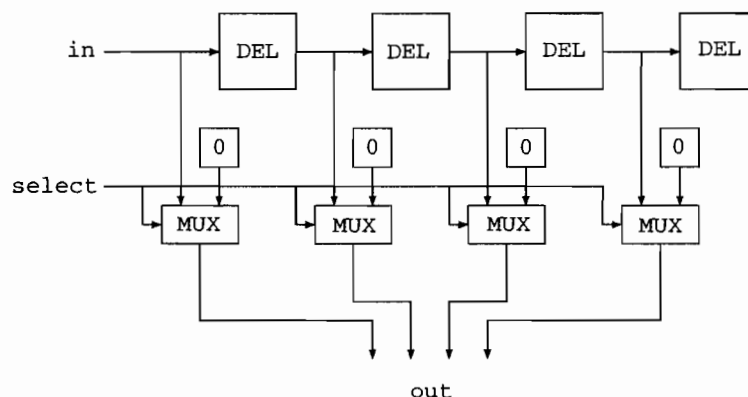 in DEL DEL DEL DEL
0 0 0 0
select
MUX MUX MUX MUX
out